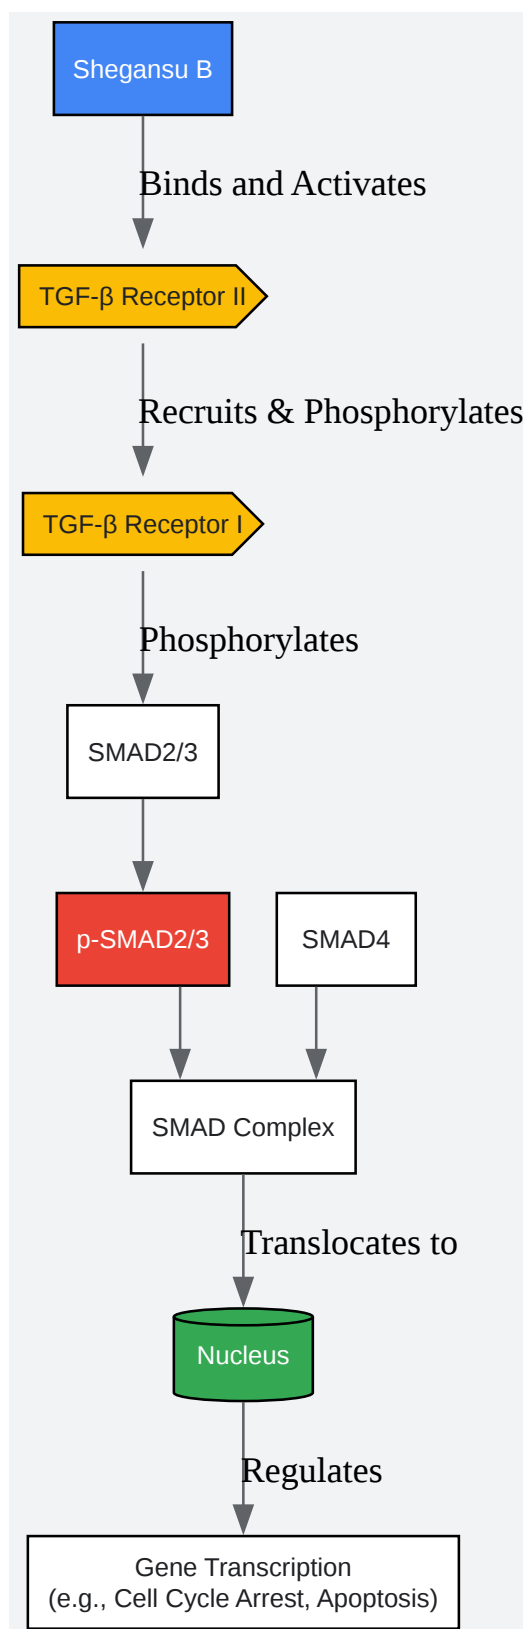 Shegansu B
Binds and Activates
TGF-β Receptor II
Recruits & Phosphorylates
TGF-β Receptor I
Phosphorylates
SMAD2/3
p-SMAD2/3
SMAD4
SMAD Complex
Translocates to
Nucleus
Regulates
Gene Transcription
(e.g., Cell Cycle Arrest, Apoptosis)